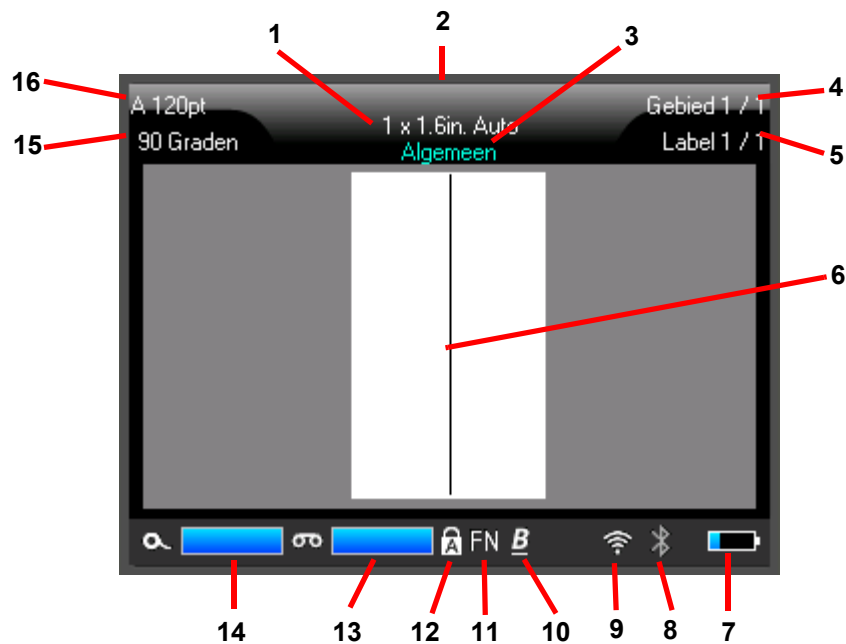 1 2 3
16 4
A 120pt Gebied 1 / 1
1 x 1.6in. Auto
15 90 Graden Label 1 / 1 5
Algemeen
6
A FN B
14 13 12 11 10 9 8 7